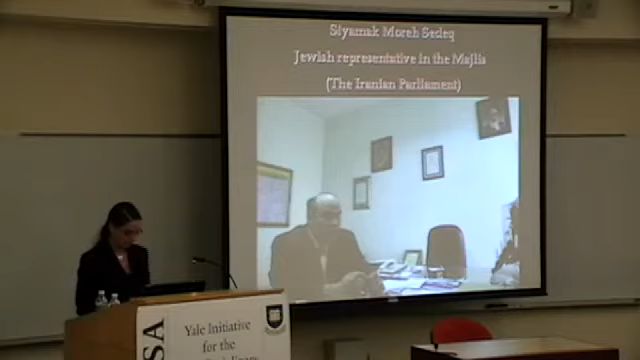 Siyamak Moreh Sedeq
Jewish representative in the Majlis
(The Iranian Parliament)
SA
Yale Initiative
for the